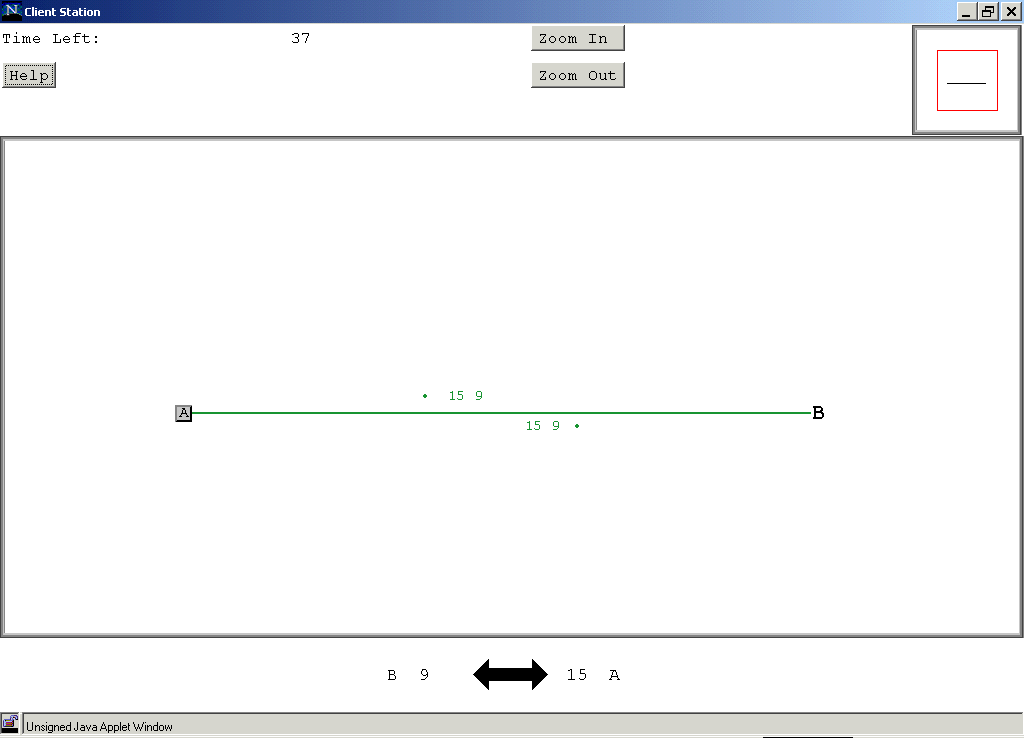 N Client Station
Time Left: 37
Zoom In
Help
Zoom Out
15 9
A B
15 9
B 9 15 A
Unsigned Java Applet Window